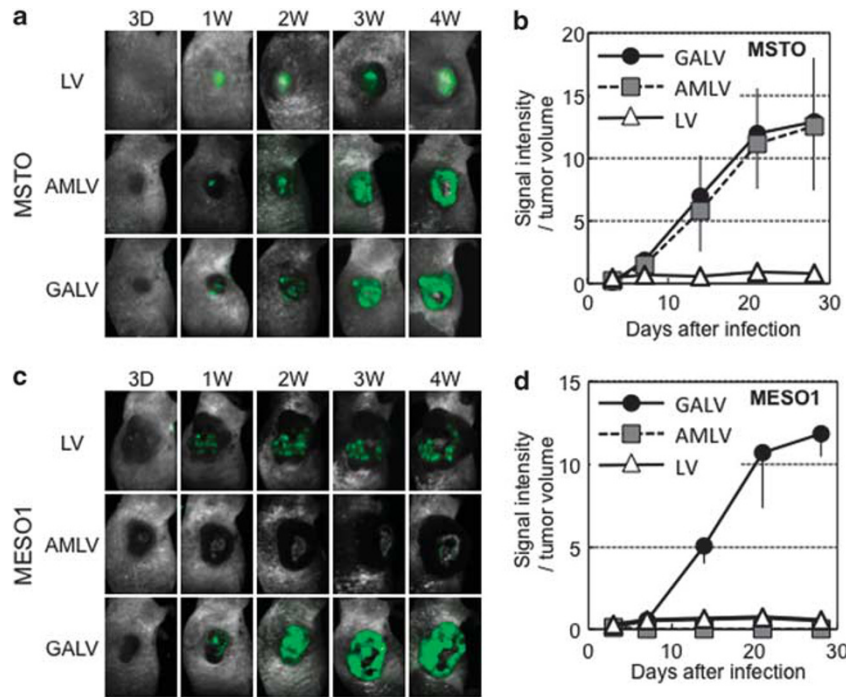 a
3D 1W 2W 3W 4W
LV
AMLV
GALV
MSTO
b
MSTO
GALV
AMLV
LV
Signal intensity
/ tumor volume
20
15
10
5
0
0 10 20 30
Days after infection
c
3D 1W 2W 3W 4W
LV
AMLV
GALV
MESO1
d
MESO1
GALV
AMLV
LV
Signal intensity
/ tumor volume
15
10
5
0
0 10 20 30
Days after infection